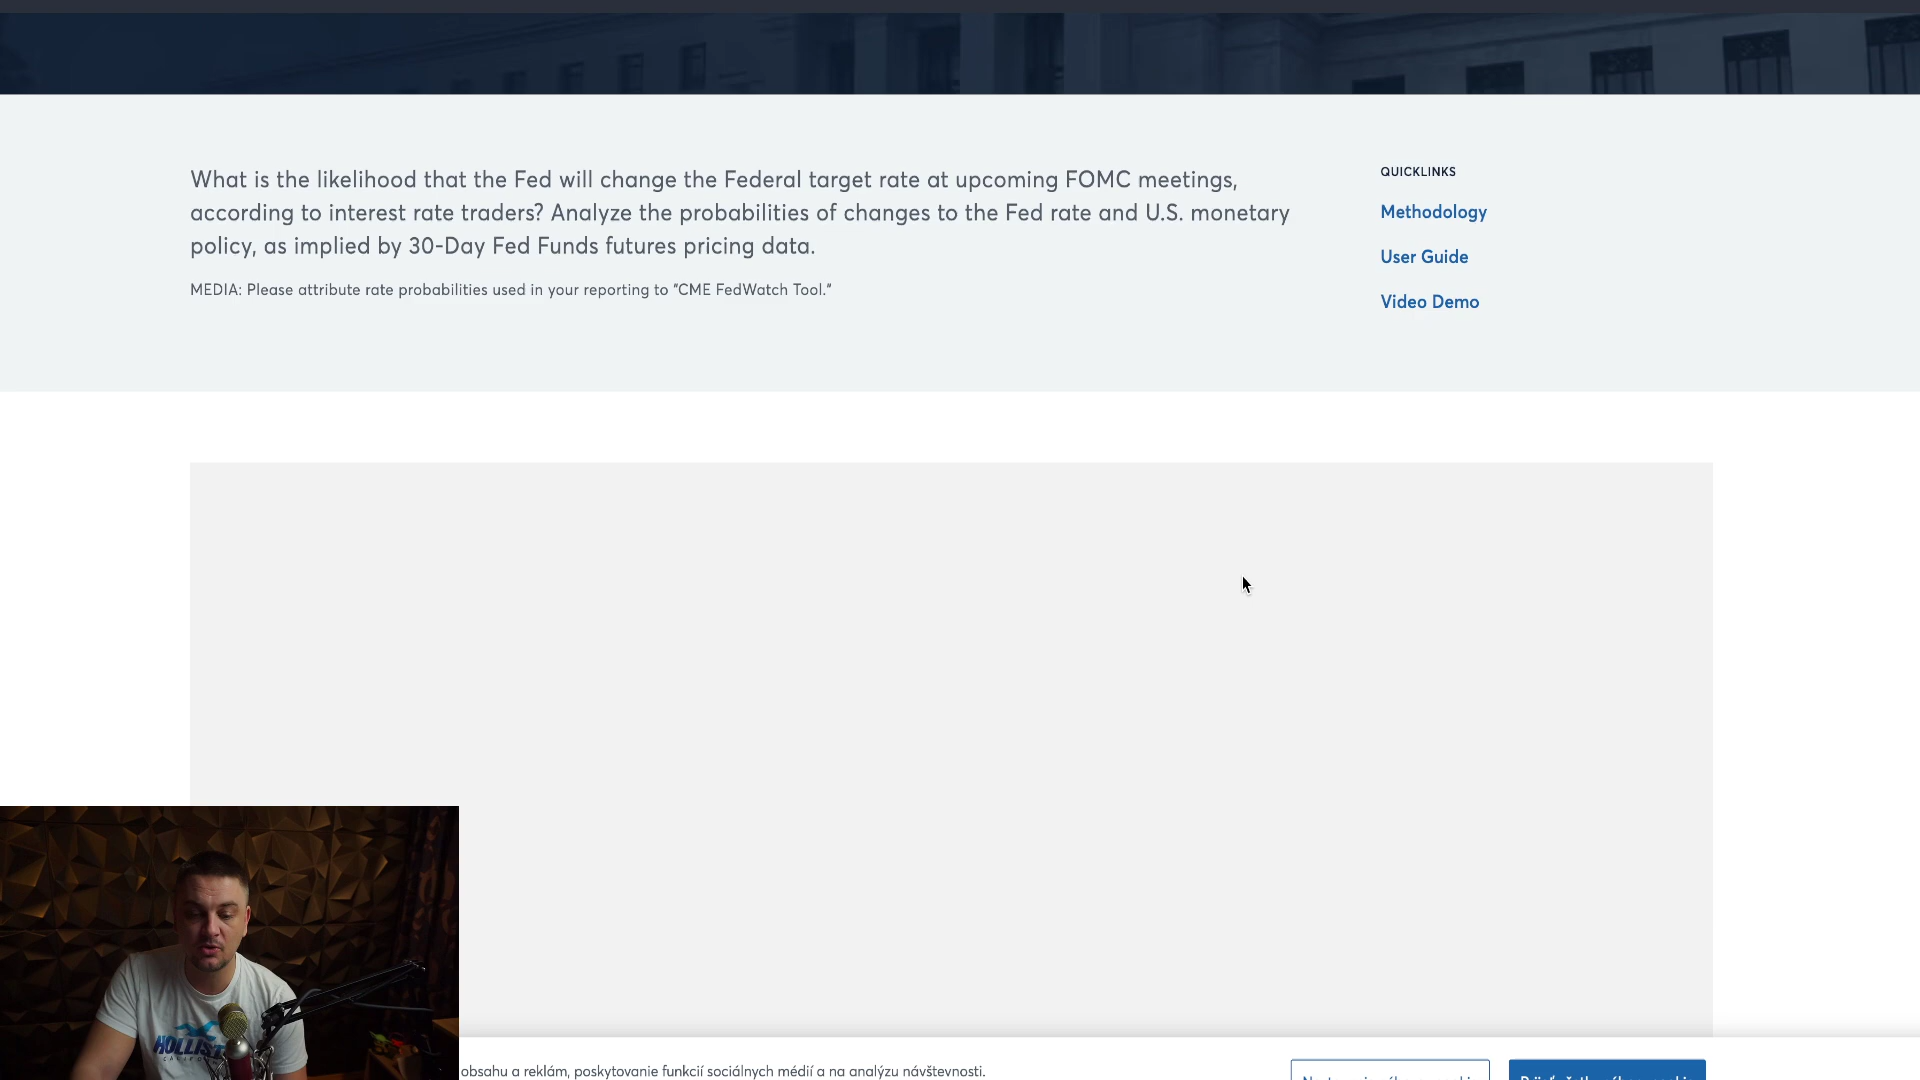 What is the likelihood that the Fed will change the Federal target rate at upcoming FOMC meetings,
according to interest rate traders? Analyze the probabilities of changes to the Fed rate and U.S. monetary
policy, as implied by 30-Day Fed Funds futures pricing data.
MEDIA: Please attribute rate probabilities used in your reporting to “CME FedWatch Tool.”
QUICKLINKS
Methodology
User Guide
Video Demo
obsahu a reklám, poskytovanie funkcií sociálnych médií a na analýzu návštevnosti.